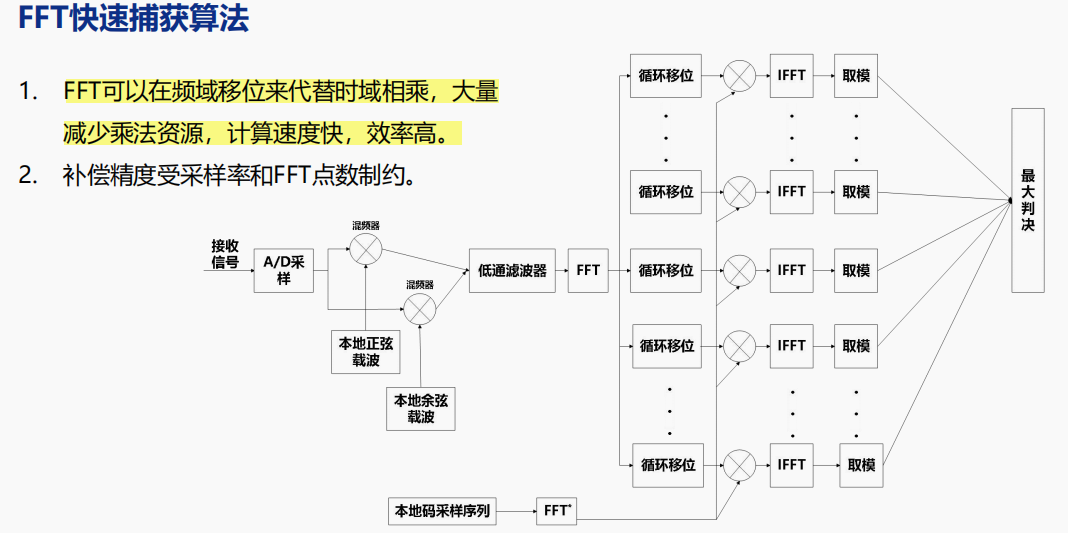 FFT快速捕获算法
1. FFT可以在频域移位来代替时域相乘，大量
减少乘法资源，计算速度快，效率高。
2. 补偿精度受采样率和FFT点数制约。
接收
信号
A/D采
样
混频器
混频器
本地正弦
载波
本地余弦
载波
低通滤波器
FFT
循环移位
IFFT
取模
循环移位
IFFT
取模
循环移位
IFFT
取模
循环移位
IFFT
取模
循环移位
IFFT
取模
最
大
判
决
本地码采样序列
FFT*